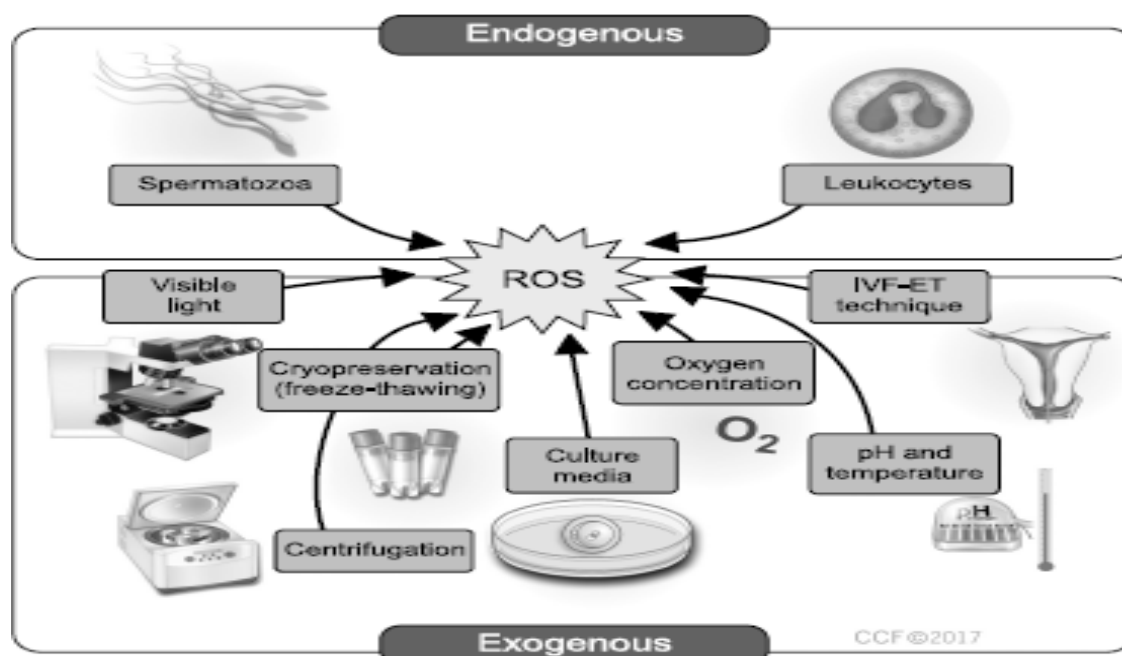 Endogenous
Spermatozoa
Leukocytes
ROS
Visible
light
IVF-ET
technique
Cryopreservation
(freeze-thawing)
Oxygen
concentration
O₂
Culture
media
pH and
temperature
Centrifugation
pH
Exogenous
CCF©2017